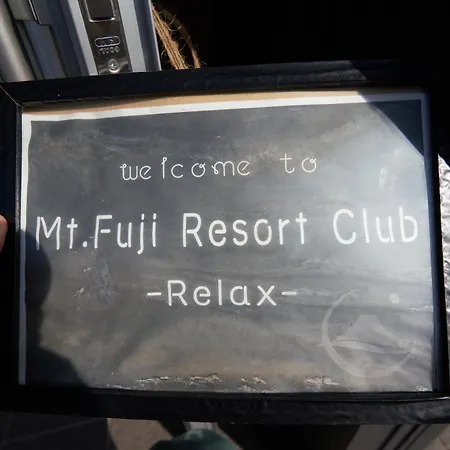 welcome to
Mt.Fuji Resort Club
-Relax-